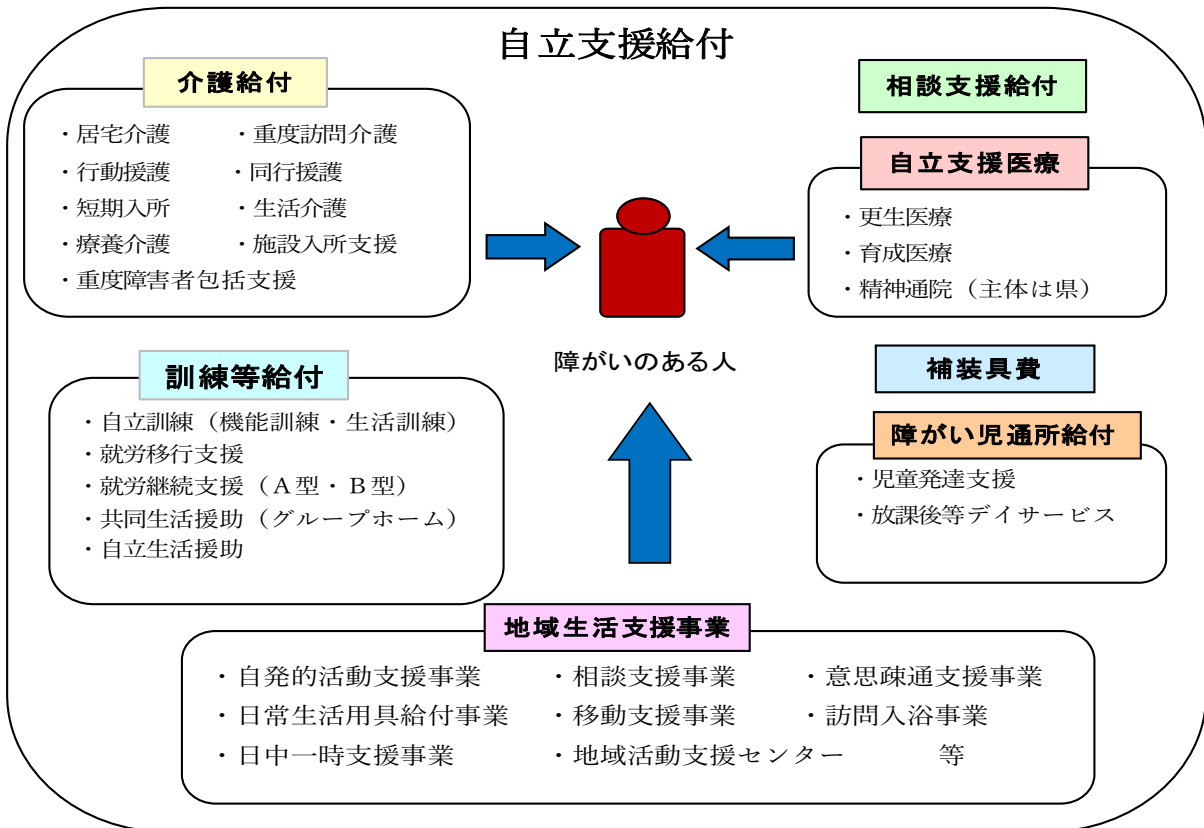 自立支援給付
介護給付
・居宅介護 ・重度訪問介護
・行動援護 ・同行援護
・短期入所 ・生活介護
・療養介護 ・施設入所支援
・重度障害者包括支援
相談支援給付
自立支援医療
・更生医療
・育成医療
・精神通院（主体は県）
障がいのある人
訓練等給付
・自立訓練（機能訓練・生活訓練）
・就労移行支援
・就労継続支援（Ａ型・Ｂ型）
・共同生活援助（グループホーム）
・自立生活援助
補装具費
障がい児通所給付
・児童発達支援
・放課後等デイサービス
地域生活支援事業
・自発的活動支援事業 ・相談支援事業 ・意思疎通支援事業
・日常生活用具給付事業 ・移動支援事業 ・訪問入浴事業
・日中一時支援事業 ・地域活動支援センター 等